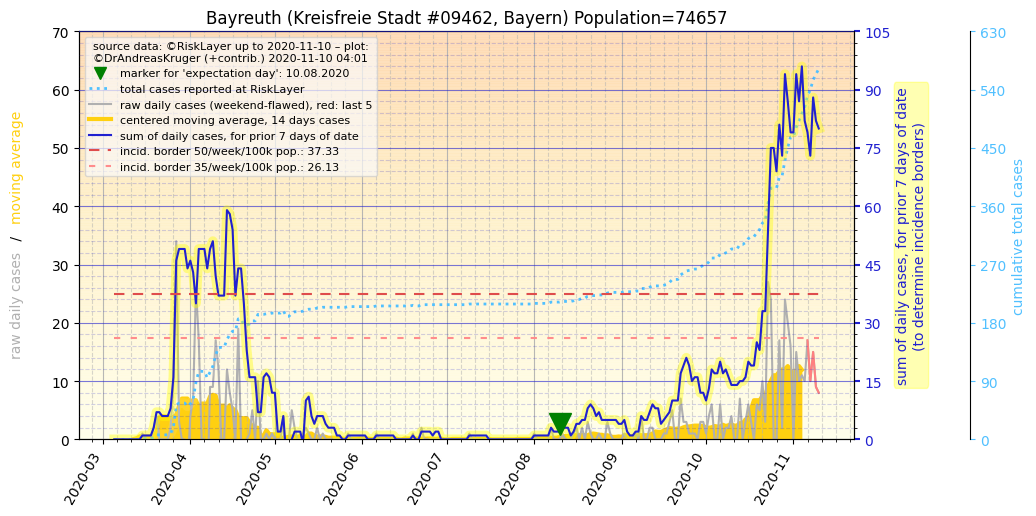 Bayreuth (Kreisfreie Stadt #09462, Bayern) Population=74657
source data: ©RiskLayer up to 2020-11-10 – plot:
©DrAndreasKruger (+contrib.) 2020-11-10 04:01
marker for 'expectation day': 10.08.2020
total cases reported at RiskLayer
raw daily cases (weekend-flawed), red: last 5
centered moving average, 14 days cases
sum of daily cases, for prior 7 days of date
incid. border 50/week/100k pop.: 37.33
incid. border 35/week/100k pop.: 26.13
raw daily cases / moving average
70
60
50
40
30
20
10
0
2020-03
2020-04
2020-05
2020-06
2020-07
2020-08
2020-09
2020-10
2020-11
105
90
75
60
45
30
15
0
sum of daily cases, for prior 7 days of date
(to determine incidence borders)
630
540
450
360
270
180
90
0
cumulative total cases